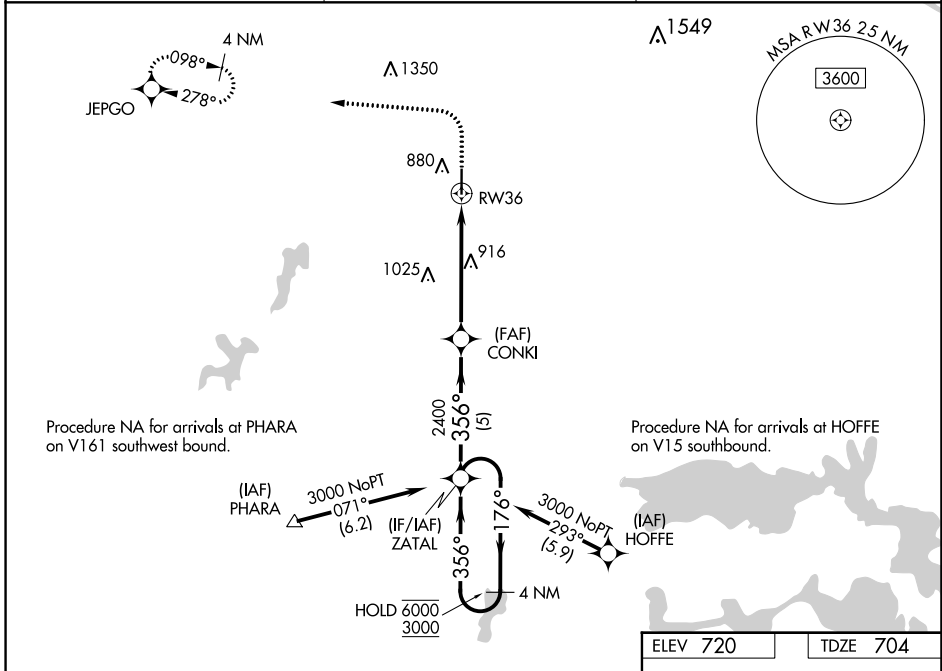 4 NM
098°
278°
JEPGO
1350
1549
MSA RW36 25 NM
3600
880
RW36
1025
916
(FAF)
CONKI
2400
356°
(5)
Procedure NA for arrivals at PHARA
on V161 southwest bound.
Procedure NA for arrivals at HOFFE
on V15 southbound.
(IAF)
PHARA
3000 NoPT
071°
(6.2)
(IF/IAF)
ZATAL
356°
176°
3000 NoPT
293°
(5.9)
(IAF)
HOFFE
4 NM
HOLD 6000
3000
ELEV 720
TDZE 704